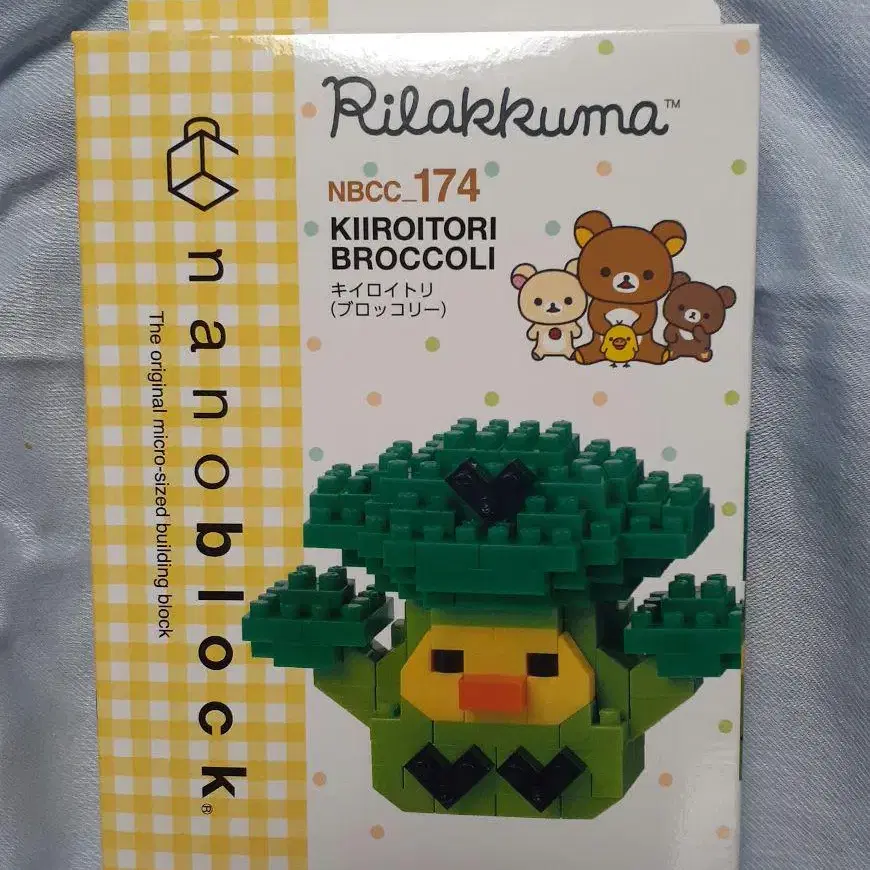 Rilakkuma™
NBCC_174
KIIROITORI
BROCCOLI
キイロイトリ
(ブロッコリー)
nanoblock®
The original micro-sized building block